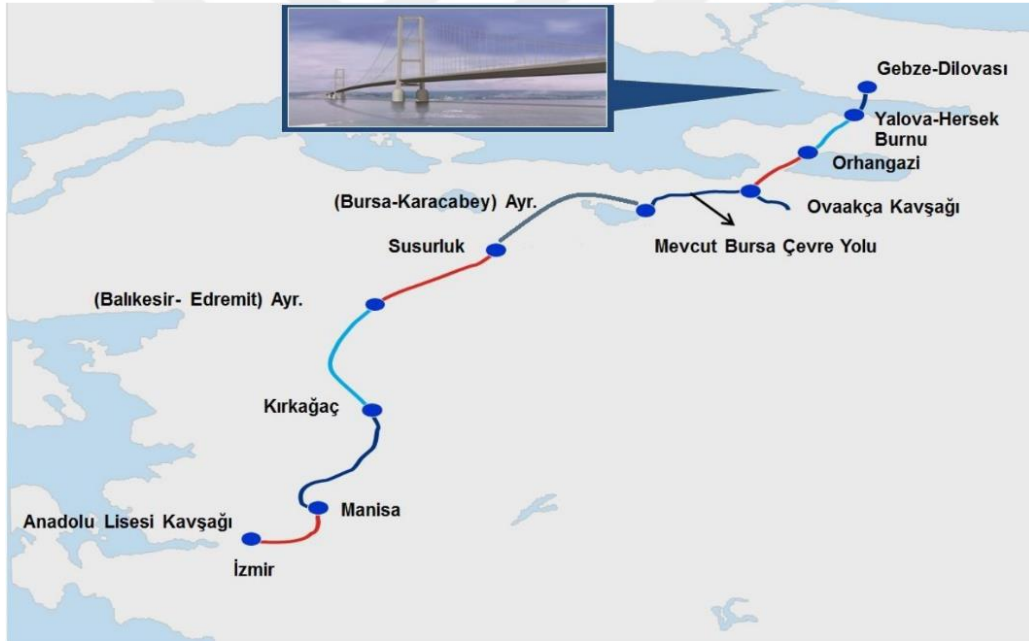 Gebze-Dilovası
Yalova-Hersek
Burnu
Orhangazi
(Bursa-Karacabey) Ayr.
Ovaakça Kavşağı
Susurluk
Mevcut Bursa Çevre Yolu
(Balıkesir- Edremit) Ayr.
Kırkağaç
Manisa
Anadolu Lisesi Kavşağı
İzmir